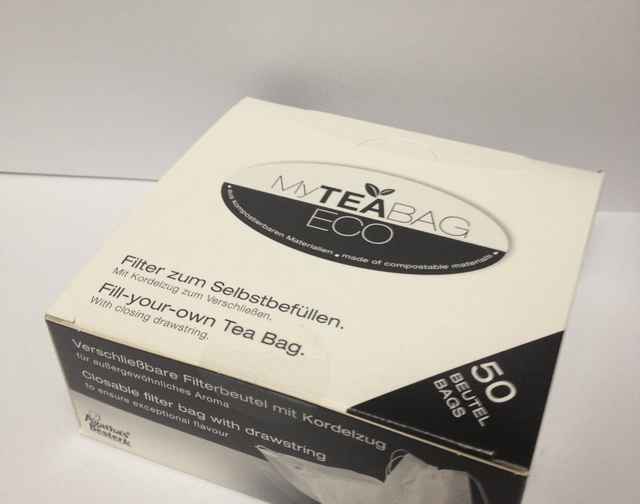 MYTEABAG
ECO
aus kompostierbaren Materialien • made of compostable materials
Filter zum Selbstbefüllen.
Mit Kordelzug zum Verschließen.
Fill-your-own Tea Bag.
With closing drawstring.
50
BEUTEL
BAGS
Verschließbare Filterbeutel mit Kordelzug
für außergewöhnliches Aroma
Closable filter bag with drawstring
to ensure exceptional flavour
Agathas
Bester